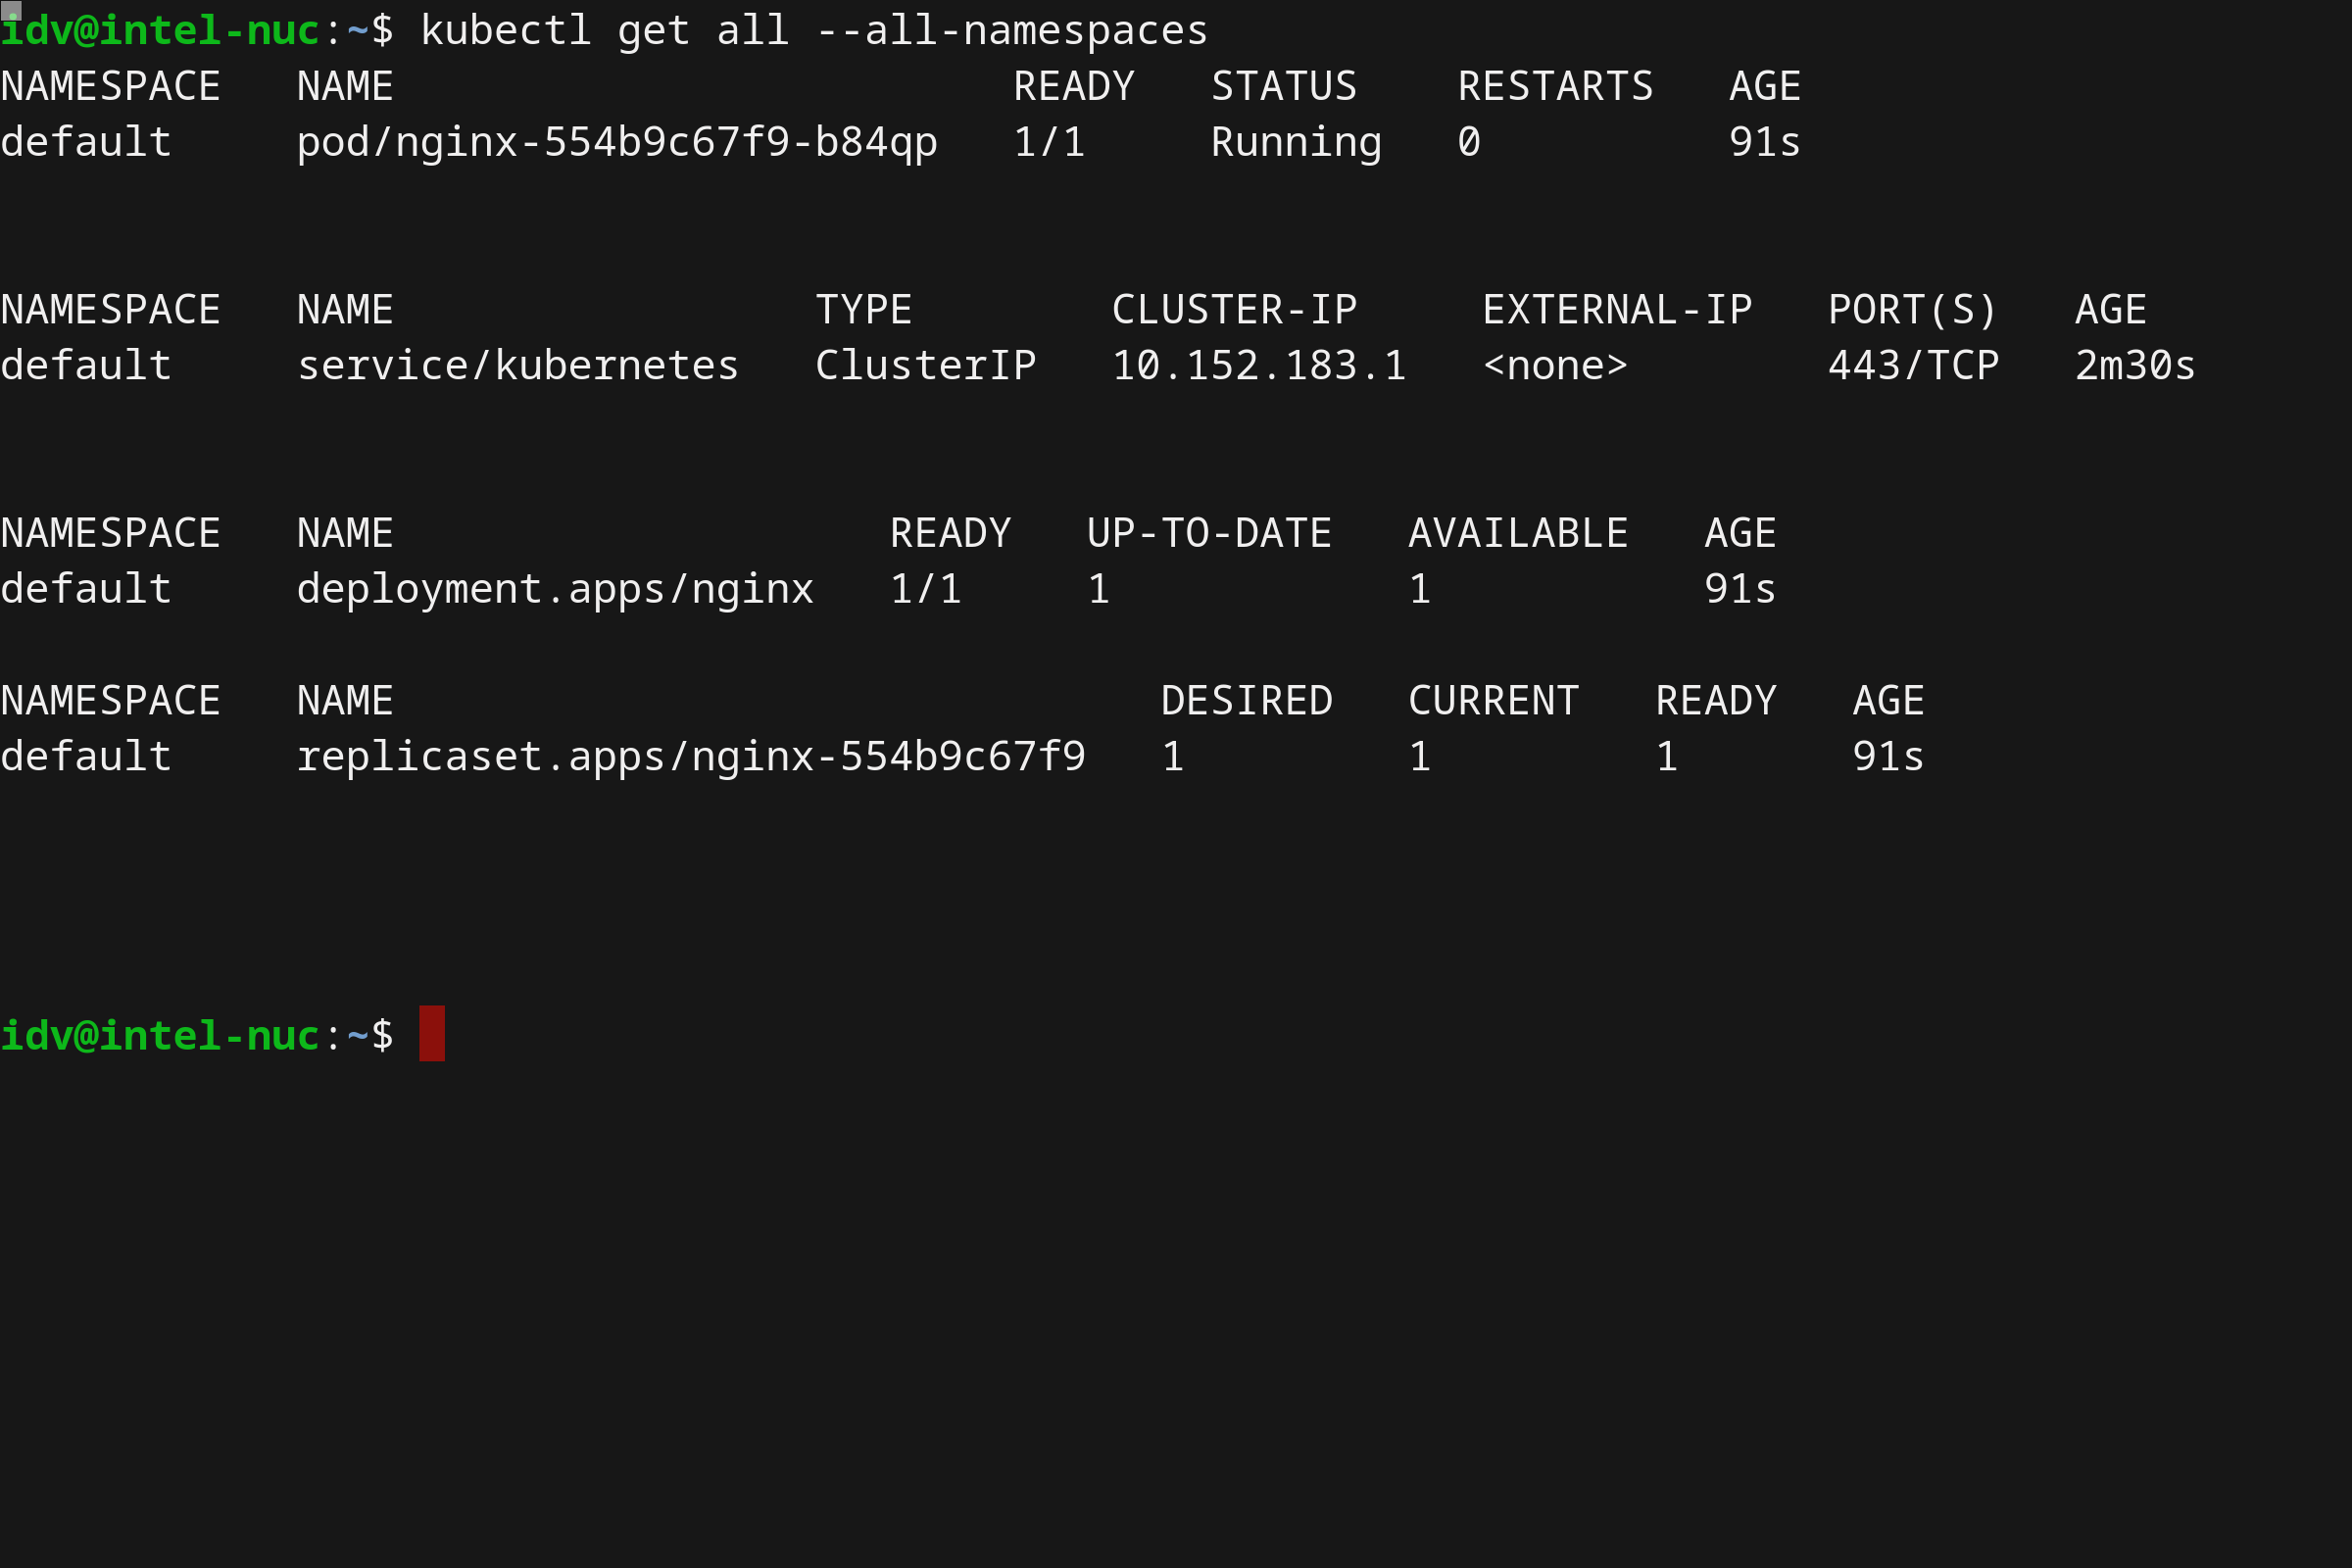 idv@intel-nuc:~$ kubectl get all --all-namespaces
NAMESPACE   NAME                         READY   STATUS    RESTARTS   AGE
default     pod/nginx-554b9c67f9-b84qp   1/1     Running   0          91s
NAMESPACE   NAME                 TYPE        CLUSTER-IP     EXTERNAL-IP   PORT(S)   AGE
default     service/kubernetes   ClusterIP   10.152.183.1   <none>        443/TCP   2m30s
NAMESPACE   NAME                    READY   UP-TO-DATE   AVAILABLE   AGE
default     deployment.apps/nginx   1/1     1            1           91s
NAMESPACE   NAME                               DESIRED   CURRENT   READY   AGE
default     replicaset.apps/nginx-554b9c67f9   1         1         1       91s
idv@intel-nuc:~$